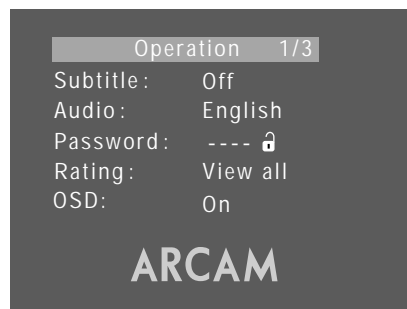 Operation 1/3
Subtitle: Off
Audio: English
Password: ----
Rating: View all
OSD: On
ARCAM